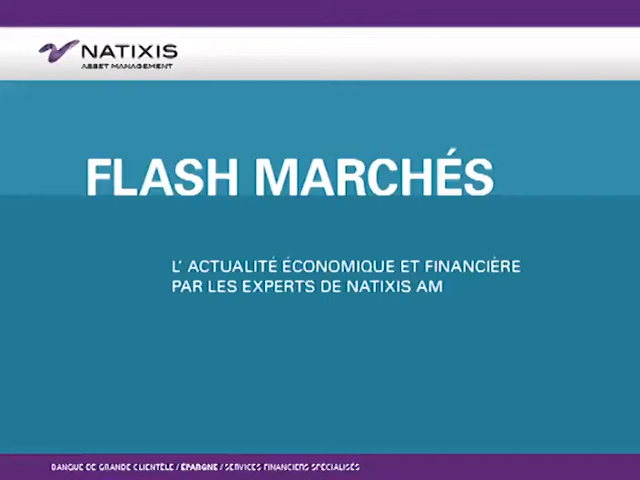 NATIXIS
ASSET MANAGEMENT
FLASH MARCHÉS
L' ACTUALITÉ ÉCONOMIQUE ET FINANCIÈRE
PAR LES EXPERTS DE NATIXIS AM
BANQUE DE GRANDE CLIENTÈLE / ÉPARGNE / SERVICES FINANCIERS SPÉCIALISÉS